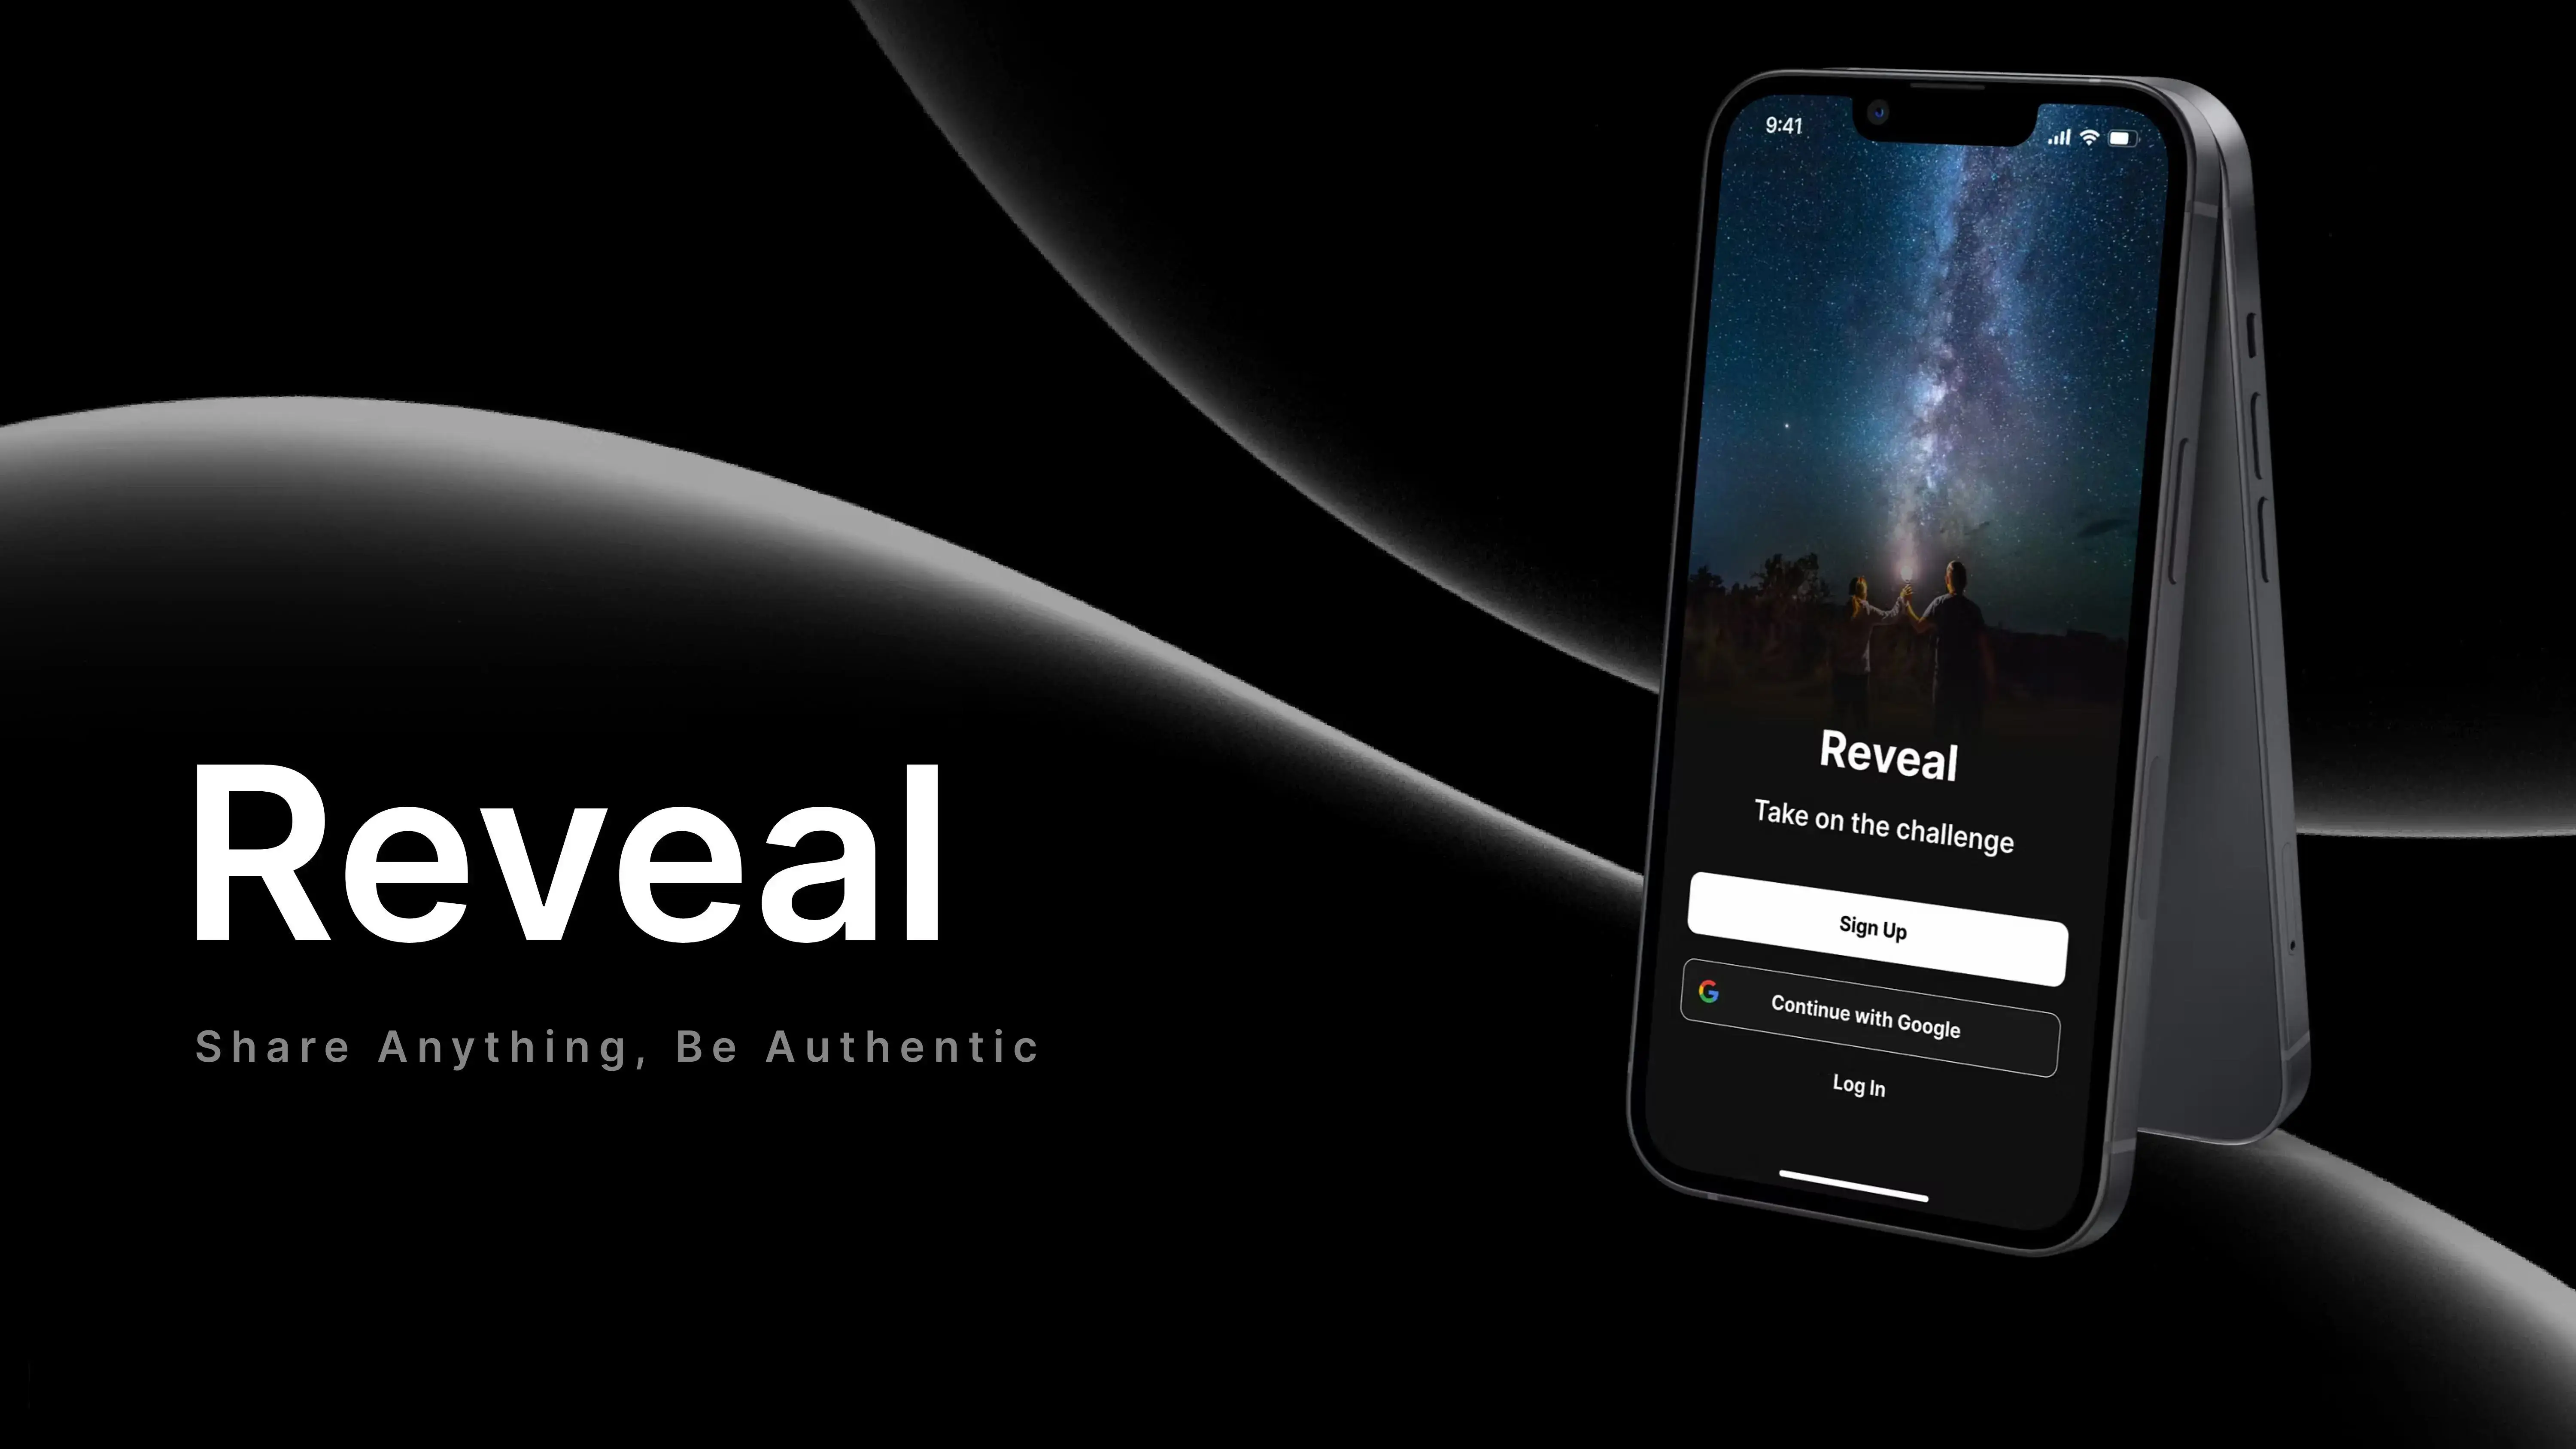 Reveal
Share Anything, Be Authentic
9:41
Reveal
Take on the challenge
Sign Up
Continue with Google
Log In